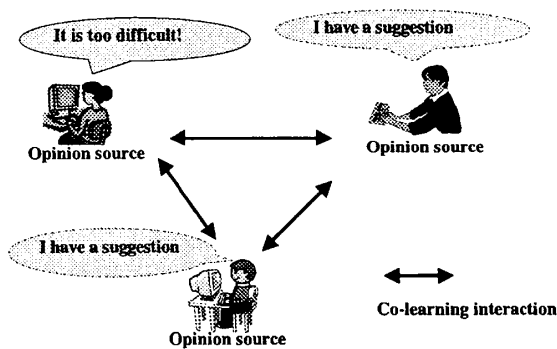 It is too difficult!
I have a suggestion
Opinion source
Opinion source
I have a suggestion
Opinion source
Co-learning interaction